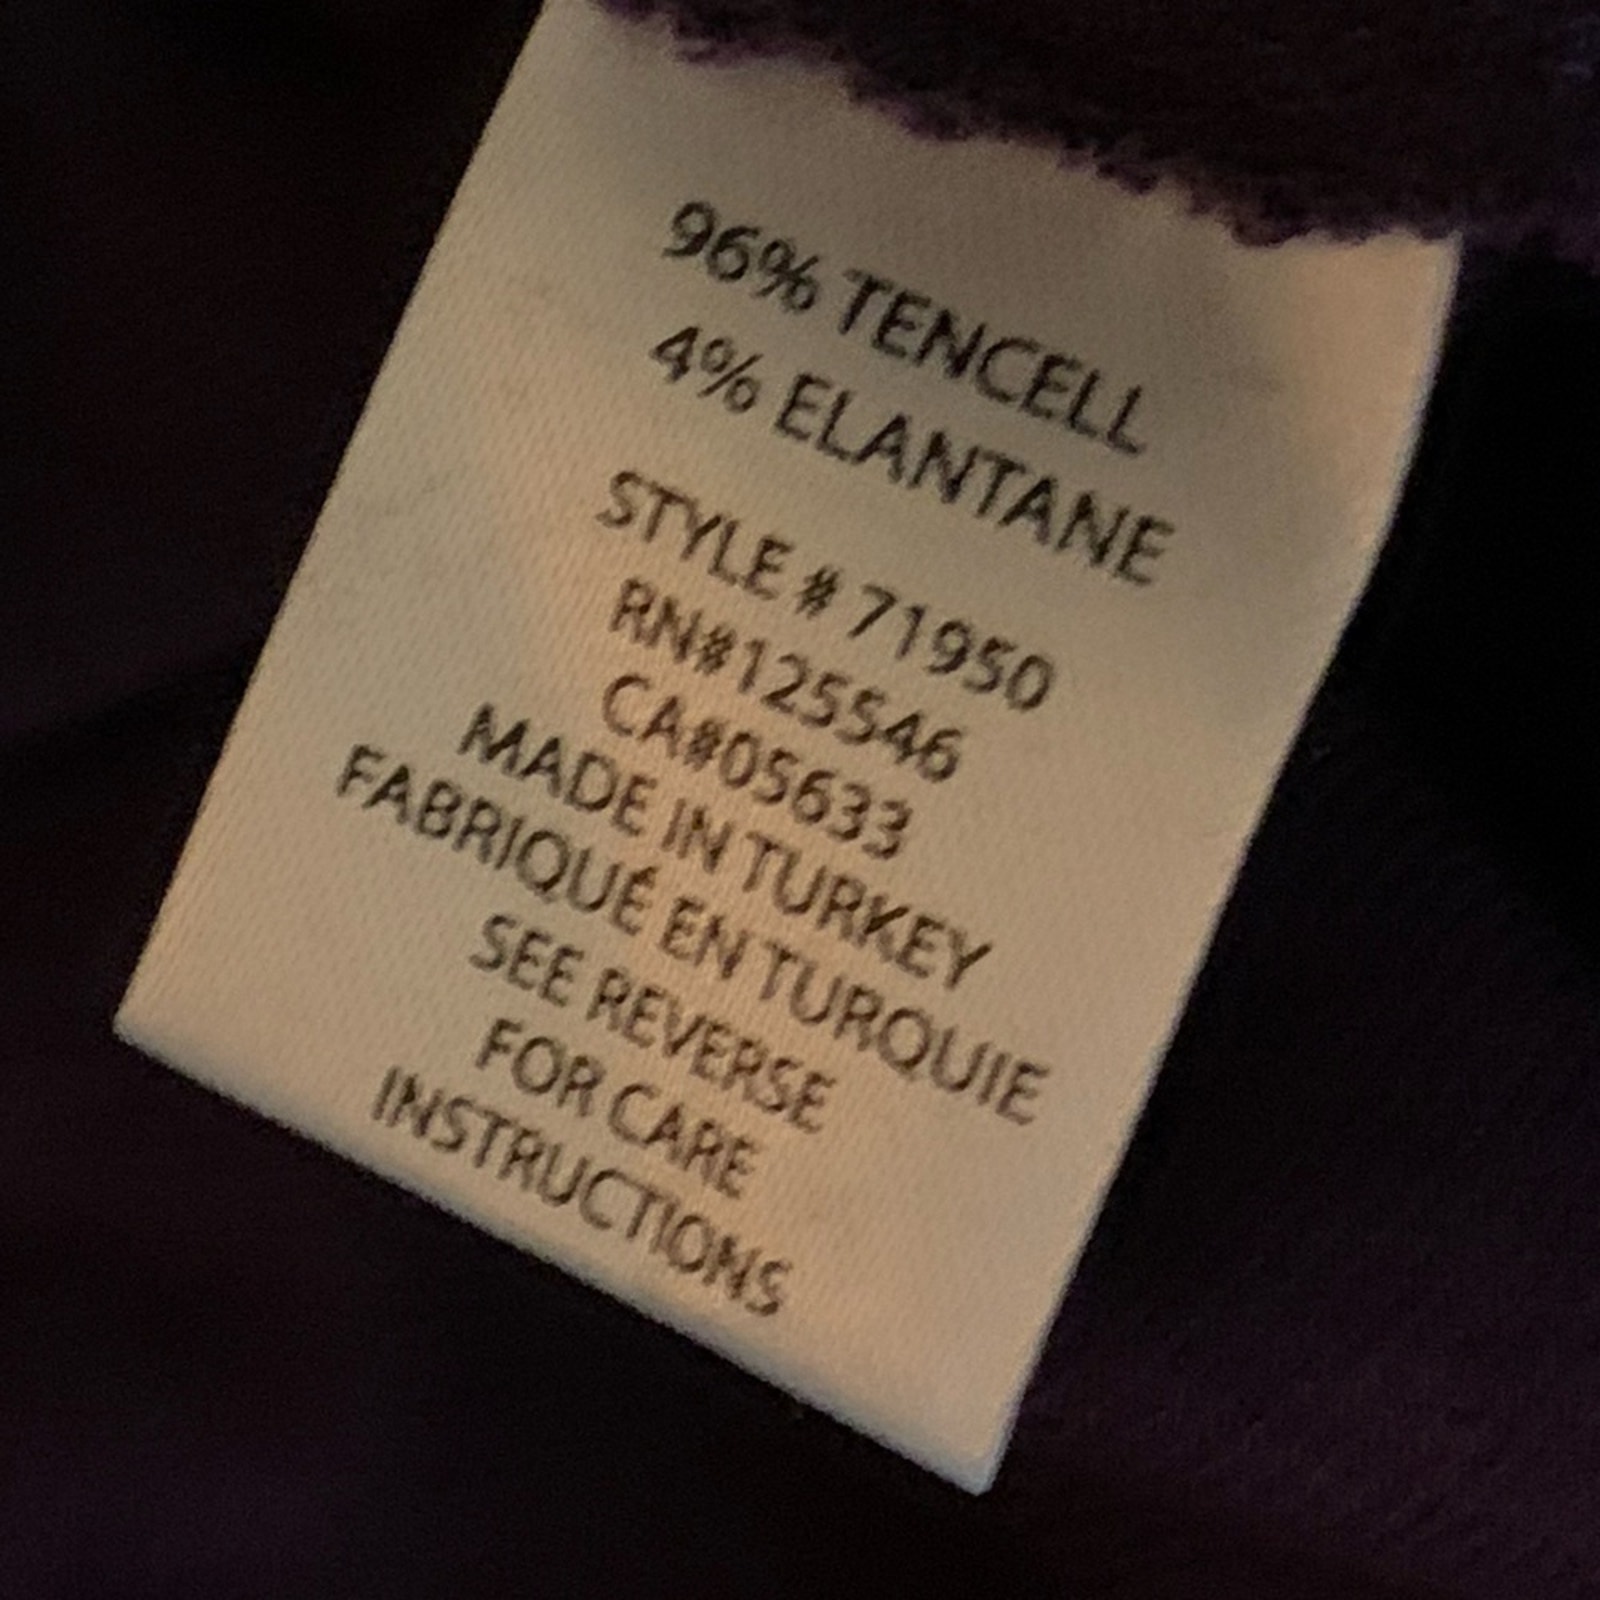 96% TENCELL
4% ELANTANE
STYLE # 71950
RN#125546
CA#05633
MADE IN TURKEY
FABRIQUÉ EN TURQUIE
SEE REVERSE
FOR CARE
INSTRUCTIONS